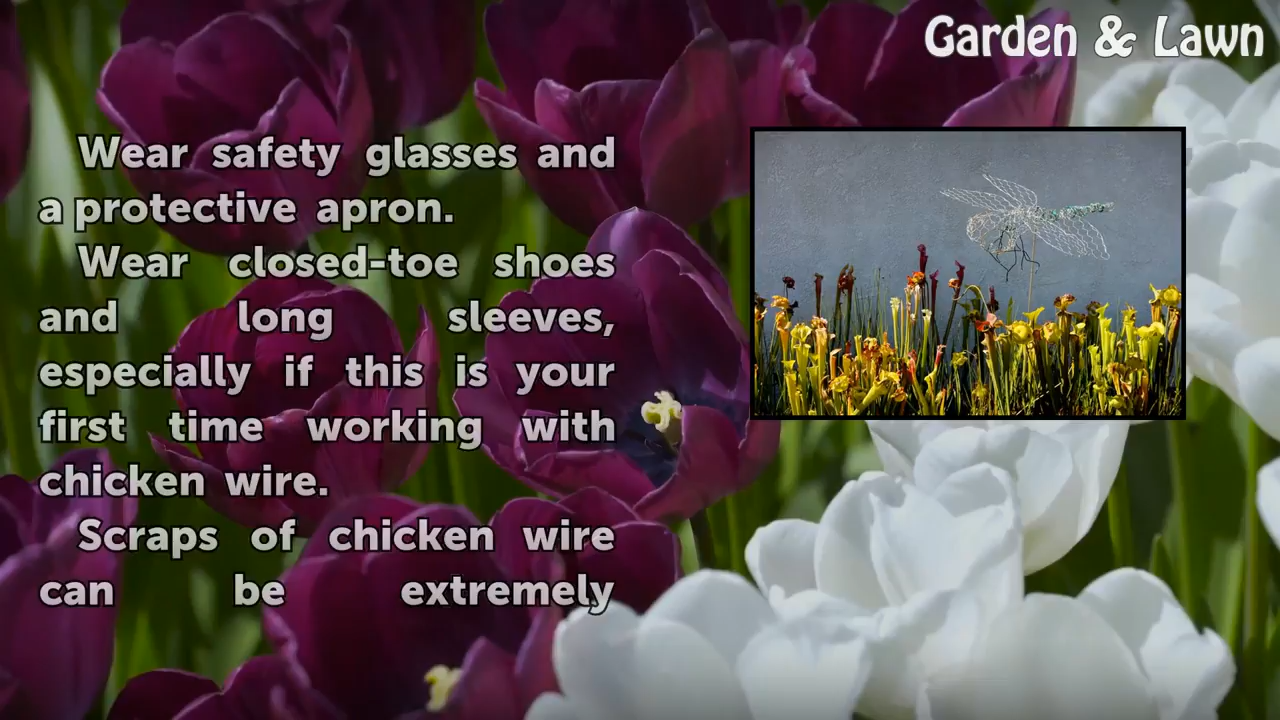 Garden & Lawn
Wear safety glasses and
a protective apron.
Wear closed-toe shoes
and long sleeves,
especially if this is your
first time working with
chicken wire.
Scraps of chicken wire
can be extremely